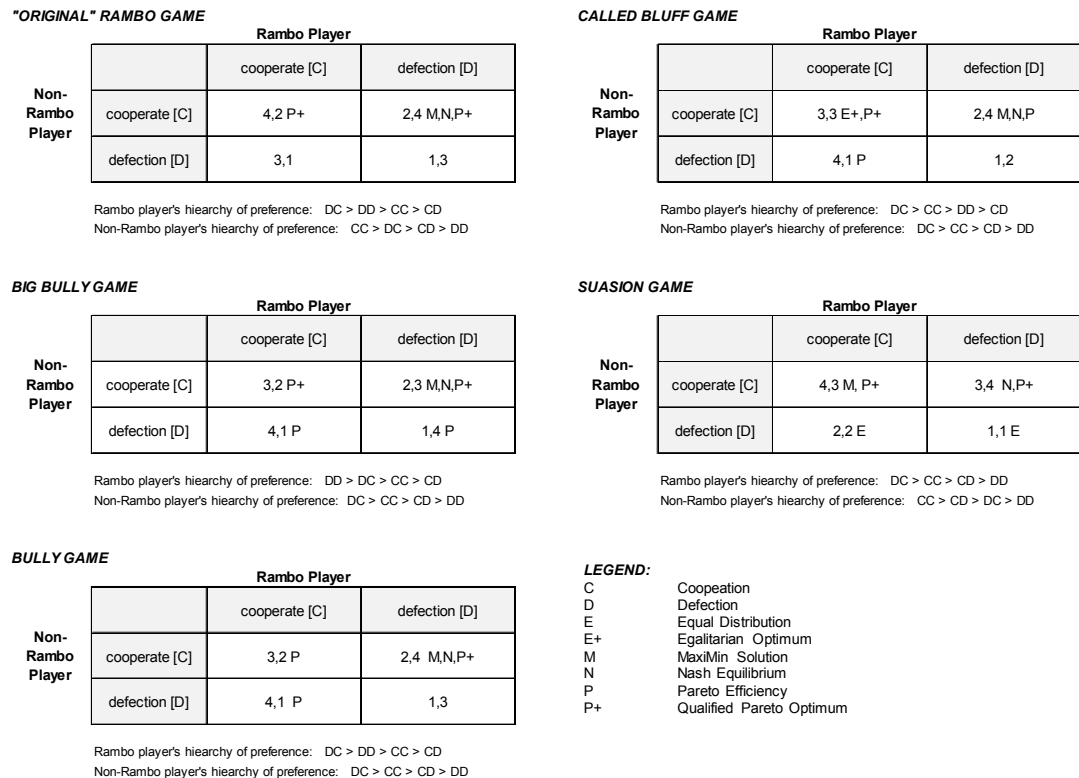 "ORIGINAL" RAMBO GAME
Rambo Player
cooperate [C] defection [D]
Non-Rambo Player
cooperate [C] 4,2 P+ 2,4 M,N,P+
defection [D] 3,1 1,3
Rambo player's hiearchy of preference: DC > DD > CC > CD
Non-Rambo player's hiearchy of preference: CC > DC > CD > DD
CALLED BLUFF GAME
Rambo Player
cooperate [C] defection [D]
Non-Rambo Player
cooperate [C] 3,3 E+,P+ 2,4 M,N,P
defection [D] 4,1 P 1,2
Rambo player's hiearchy of preference: DC > CC > DD > CD
Non-Rambo player's hiearchy of preference: DC > CC > CD > DD
BIG BULLY GAME
Rambo Player
cooperate [C] defection [D]
Non-Rambo Player
cooperate [C] 3,2 P+ 2,3 M,N,P+
defection [D] 4,1 P 1,4 P
Rambo player's hiearchy of preference: DD > DC > CC > CD
Non-Rambo player's hiearchy of preference: DC > CC > CD > DD
SUASION GAME
Rambo Player
cooperate [C] defection [D]
Non-Rambo Player
cooperate [C] 4,3 M, P+ 3,4 N,P+
defection [D] 2,2 E 1,1 E
Rambo player's hiearchy of preference: DC > CC > CD > DD
Non-Rambo player's hiearchy of preference: CC > CD > DC > DD
BULLY GAME
Rambo Player
cooperate [C] defection [D]
Non-Rambo Player
cooperate [C] 3,2 P 2,4 M,N,P+
defection [D] 4,1 P 1,3
Rambo player's hiearchy of preference: DC > DD > CC > CD
Non-Rambo player's hiearchy of preference: DC > CC > CD > DD
LEGEND:
C Coopeation
D Defection
E Equal Distribution
E+ Egalitarian Optimum
M MaxiMin Solution
N Nash Equilibrium
P Pareto Efficiency
P+ Qualified Pareto Optimum